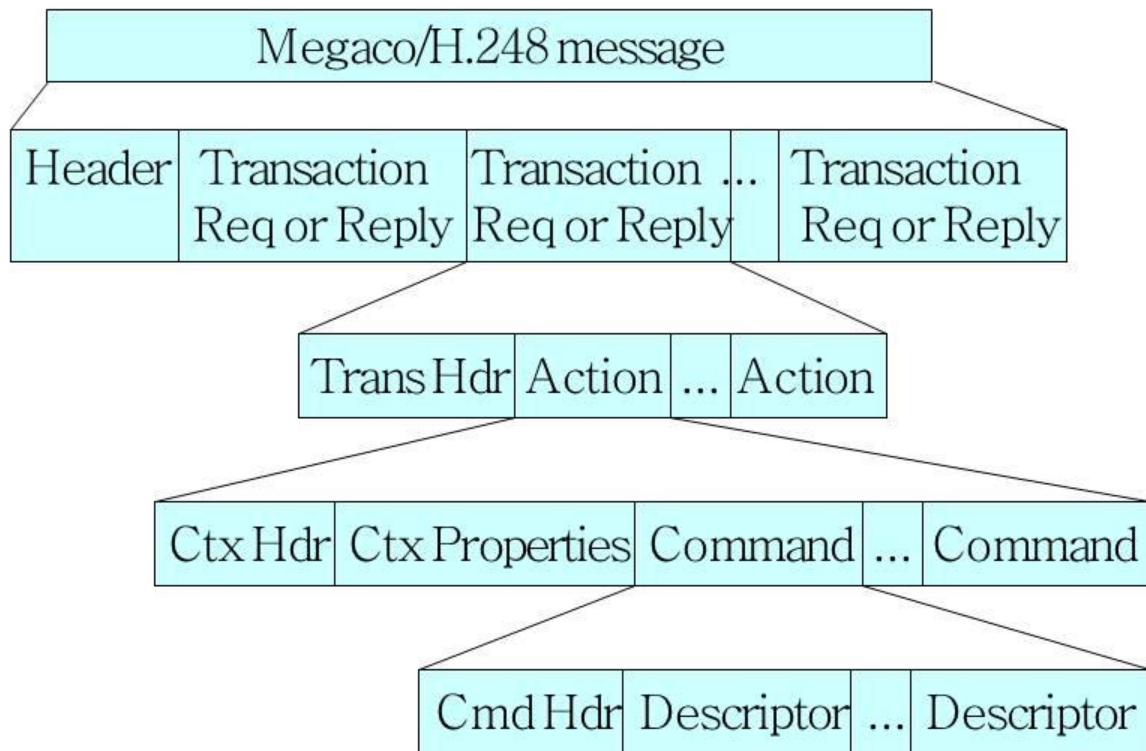 Megaco/H.248 message
Header Transaction Transaction ... Transaction
Req or Reply Req or Reply Req or Reply
Trans Hdr Action ... Action
Ctx Hdr Ctx Properties Command ... Command
Cmd Hdr Descriptor ... Descriptor